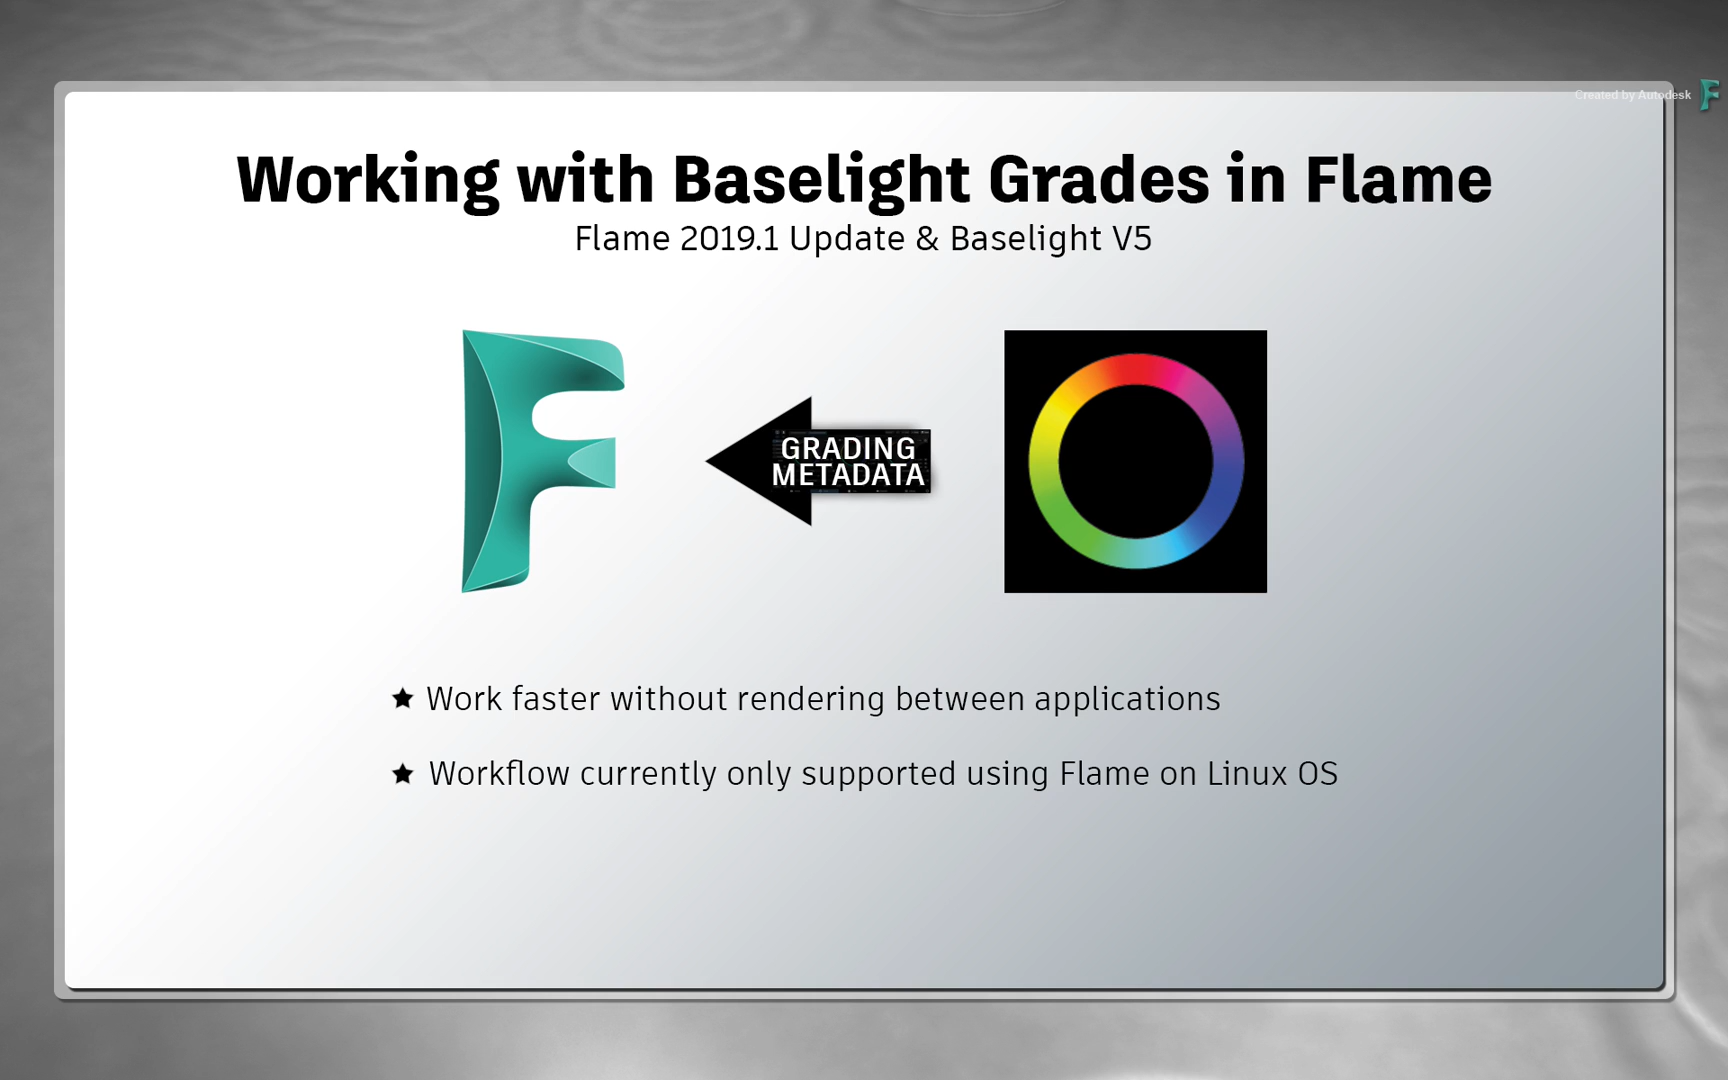 Created by Autodesk
Working with Baselight Grades in Flame
Flame 2019.1 Update & Baselight V5
GRADING
METADATA
Work faster without rendering between applications
Workflow currently only supported using Flame on Linux OS